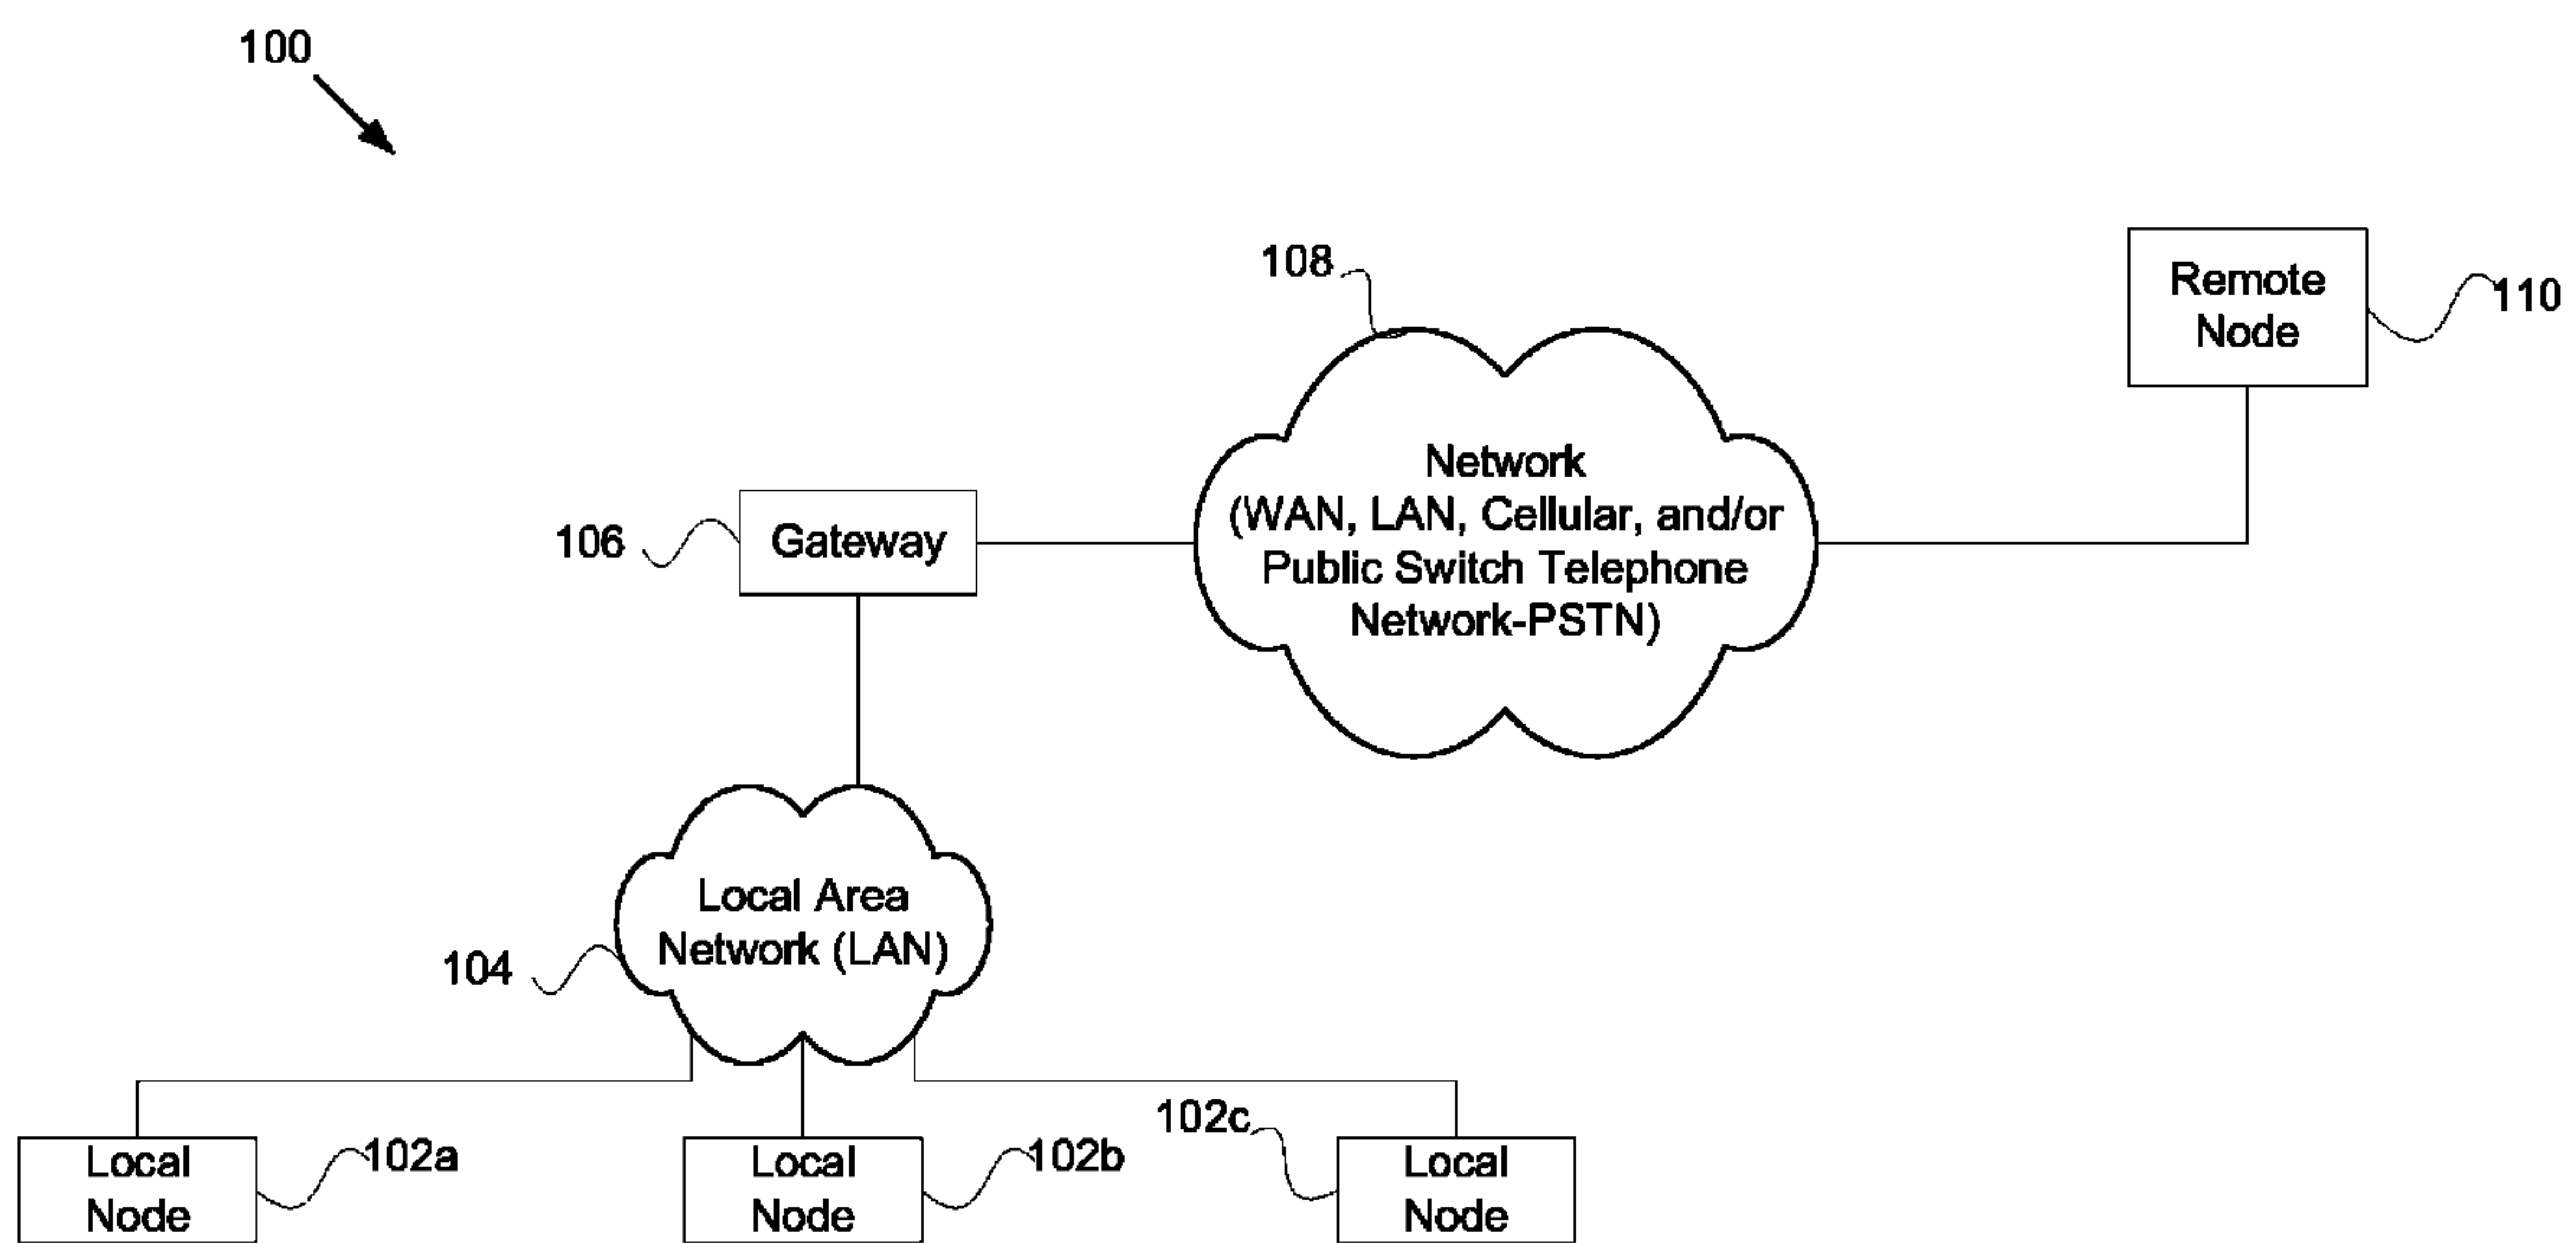 100
108
Remote
Node
110
Network
(WAN, LAN, Cellular, and/or
Public Switch Telephone
Network-PSTN)
106
Gateway
Local Area
Network (LAN)
104
Local
Node
102a
Local
Node
102b
102c
Local
Node